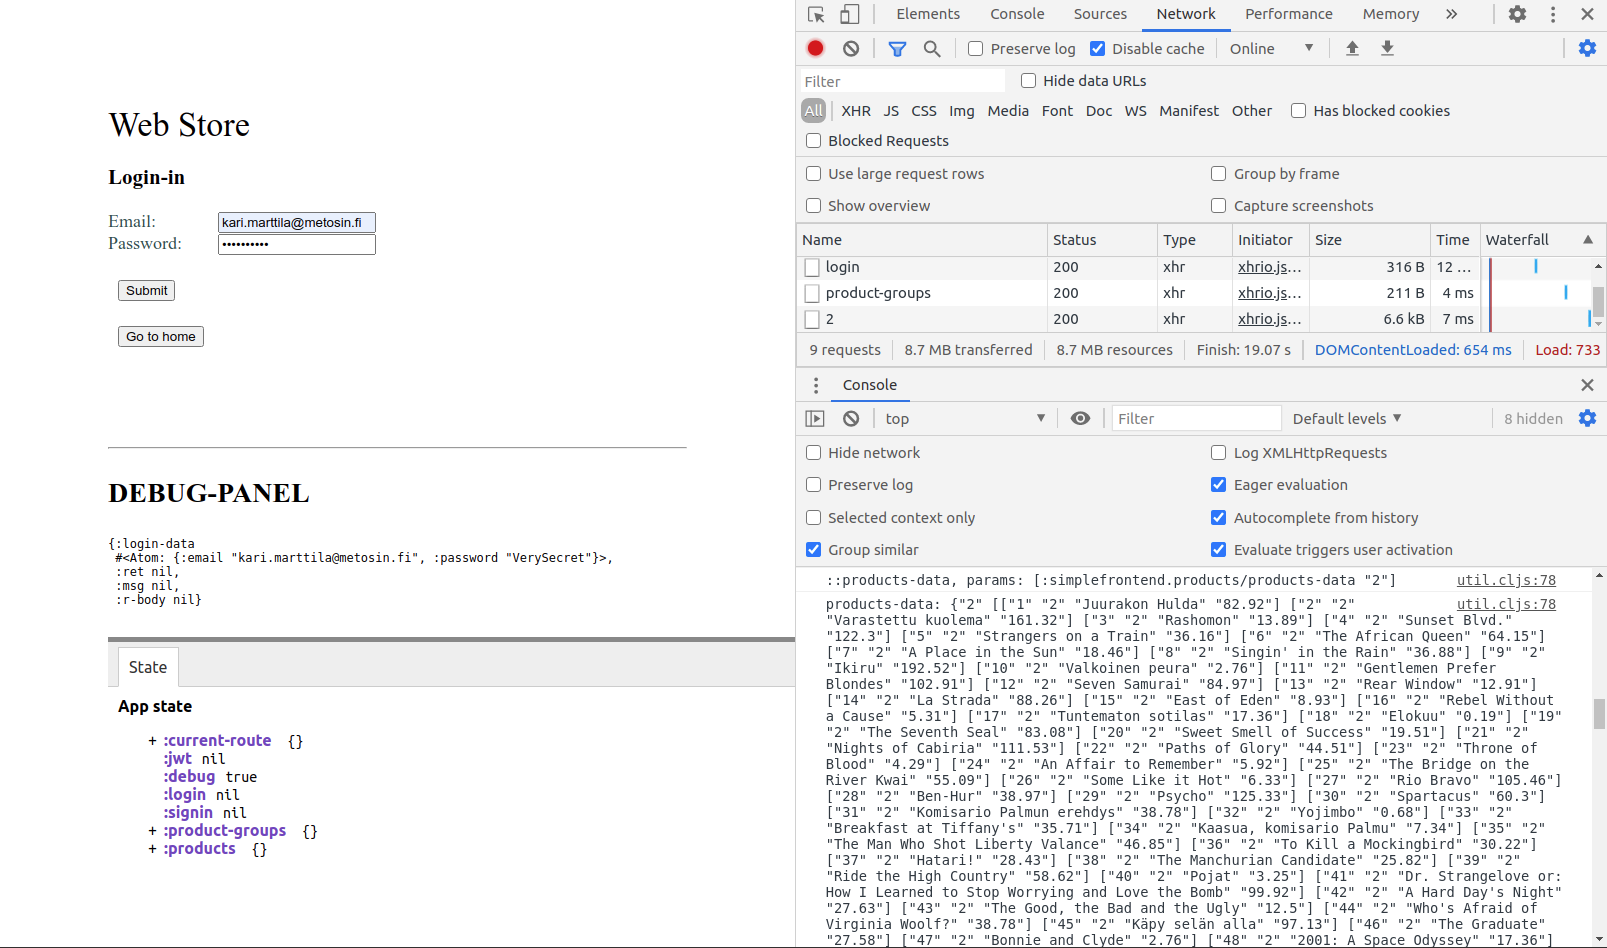 Web Store
Login-in
Email: kari.marttila@metosin.fi
Password: ••••••••••
Submit
Go to home
DEBUG-PANEL
{:login-data
#<Atom: {:email "kari.marttila@metosin.fi", :password "VerySecret"}>,
:ret nil,
:msg nil,
:r-body nil}
State
App state
+ :current-route {}
:jwt nil
:debug true
:login nil
:signin nil
+ :product-groups {}
+ :products {}
Elements Console Sources Network Performance Memory »
Preserve log Disable cache Online ▼
Filter Hide data URLs
All XHR JS CSS Img Media Font Doc WS Manifest Other Has blocked cookies
Blocked Requests
Use large request rows Group by frame
Show overview Capture screenshots
Name Status Type Initiator Size Time Waterfall ▲
login 200 xhr xhrio.js… 316 B 12 …
product-groups 200 xhr xhrio.js… 211 B 4 ms
2 200 xhr xhrio.js… 6.6 kB 7 ms
9 requests 8.7 MB transferred 8.7 MB resources Finish: 19.07 s DOMContentLoaded: 654 ms Load: 733
Console
top ▼ Filter Default levels ▼ 8 hidden
Hide network Log XMLHttpRequests
Preserve log Eager evaluation
Selected context only Autocomplete from history
Group similar Evaluate triggers user activation
::products-data, params: [:simplefrontend.products/products-data "2"] util.cljs:78
products-data: {"2" [["1" "2" "Juurakon Hulda" "82.92"] ["2" "2" util.cljs:78
"Varastettu kuolema" "161.32"] ["3" "2" "Rashomon" "13.89"] ["4" "2" "Sunset Blvd."
"122.3"] ["5" "2" "Strangers on a Train" "36.16"] ["6" "2" "The African Queen" "64.15"]
["7" "2" "A Place in the Sun" "18.46"] ["8" "2" "Singin' in the Rain" "36.88"] ["9" "2"
"Ikiru" "192.52"] ["10" "2" "Valkoinen peura" "2.76"] ["11" "2" "Gentlemen Prefer
Blondes" "102.91"] ["12" "2" "Seven Samurai" "84.97"] ["13" "2" "Rear Window" "12.91"]
["14" "2" "La Strada" "88.26"] ["15" "2" "East of Eden" "8.93"] ["16" "2" "Rebel Without
a Cause" "5.31"] ["17" "2" "Tuntematon sotilas" "17.36"] ["18" "2" "Elokuu" "0.19"] ["19"
"2" "The Seventh Seal" "83.08"] ["20" "2" "Sweet Smell of Success" "19.51"] ["21" "2"
"Nights of Cabiria" "111.53"] ["22" "2" "Paths of Glory" "44.51"] ["23" "2" "Throne of
Blood" "4.29"] ["24" "2" "An Affair to Remember" "5.92"] ["25" "2" "The Bridge on the
River Kwai" "55.09"] ["26" "2" "Some Like it Hot" "6.33"] ["27" "2" "Rio Bravo" "105.46"]
["28" "2" "Ben-Hur" "38.97"] ["29" "2" "Psycho" "125.33"] ["30" "2" "Spartacus" "60.3"]
["31" "2" "Komisario Palmun erehdys" "38.78"] ["32" "2" "Yojimbo" "0.68"] ["33" "2"
"Breakfast at Tiffany's" "35.71"] ["34" "2" "Kaasua, komisario Palmu" "7.34"] ["35" "2"
"The Man Who Shot Liberty Valance" "46.85"] ["36" "2" "To Kill a Mockingbird" "30.22"]
["37" "2" "Hatari!" "28.43"] ["38" "2" "The Manchurian Candidate" "25.82"] ["39" "2"
"Ride the High Country" "58.62"] ["40" "2" "Pojat" "3.25"] ["41" "2" "Dr. Strangelove or:
How I Learned to Stop Worrying and Love the Bomb" "99.92"] ["42" "2" "A Hard Day's Night"
"27.63"] ["43" "2" "The Good, the Bad and the Ugly" "12.5"] ["44" "2" "Who's Afraid of
Virginia Woolf?" "38.78"] ["45" "2" "Käpy selän alla" "97.13"] ["46" "2" "The Graduate"
"27.58"] ["47" "2" "Bonnie and Clyde" "2.76"] ["48" "2" "2001: A Space Odyssey" "17.36"]